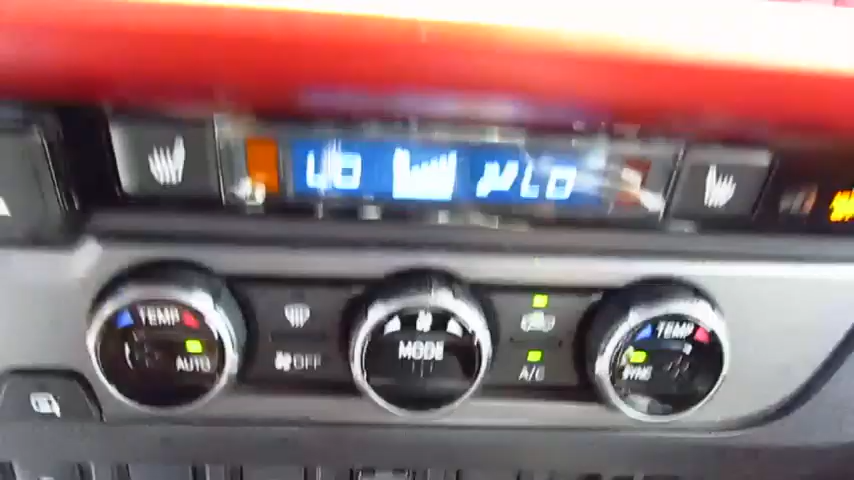 LO LO
TEMP
AUTO
OFF
MODE
A/C
TEMP
SYNC